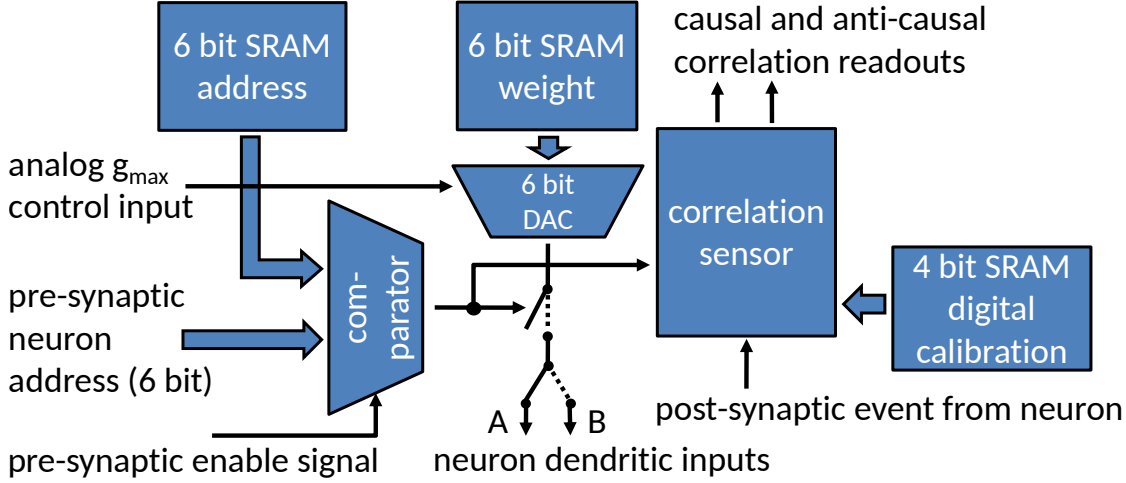 6 bit SRAM
address
6 bit SRAM
weight
causal and anti-causal
correlation readouts
analog gmax
control input
6 bit
DAC
correlation
sensor
com-
parator
4 bit SRAM
digital
calibration
pre-synaptic
neuron
address (6 bit)
A
B
post-synaptic event from neuron
pre-synaptic enable signal
neuron dendritic inputs